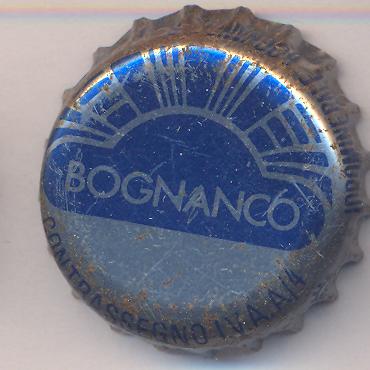 BOGNANCO
CONTRASSEGNO I.V.A. A/4